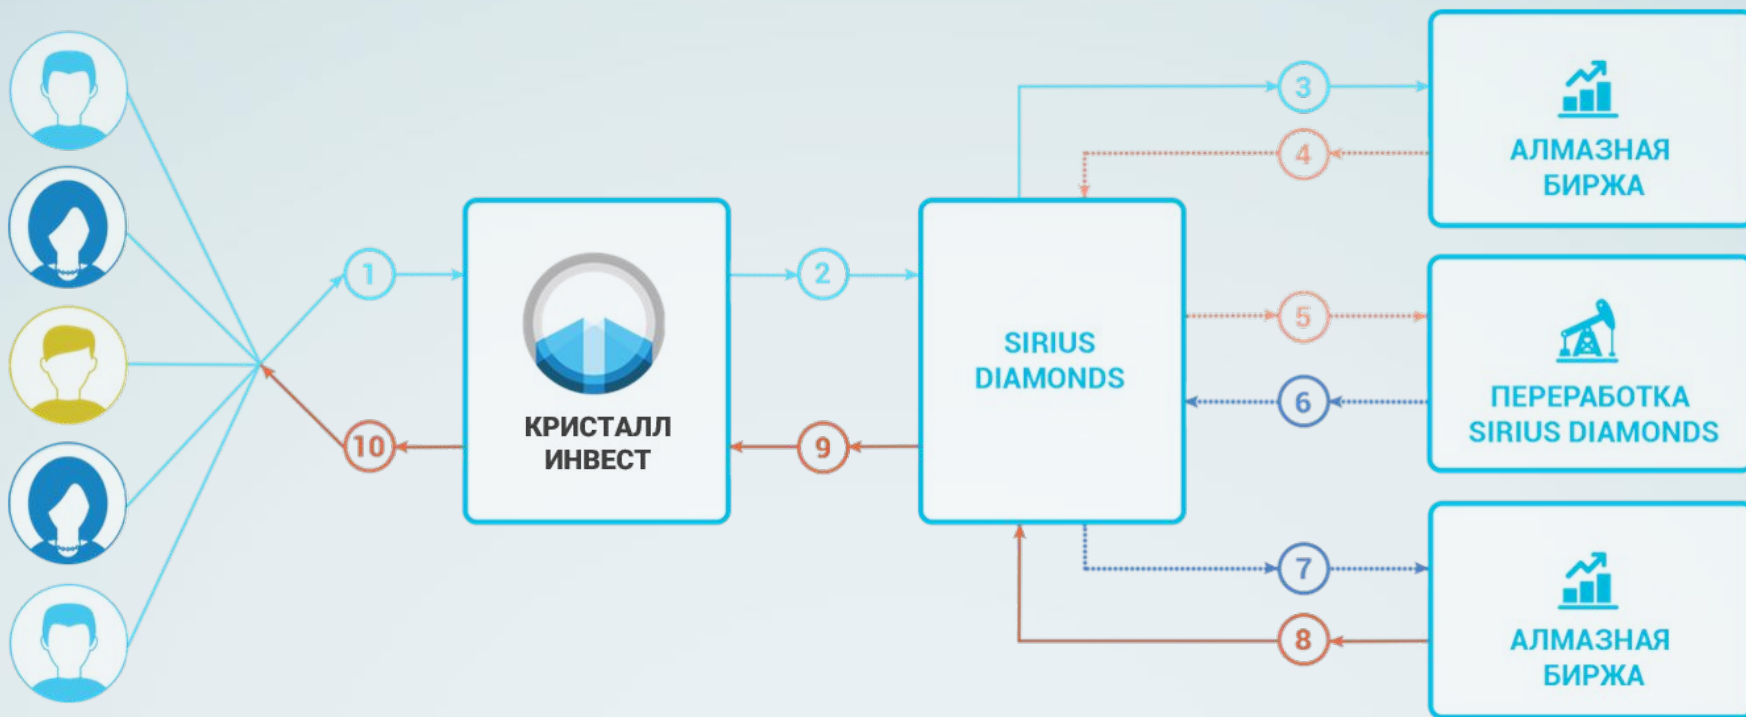 3
АЛМАЗНАЯ
БИРЖА
4
1
2
КРИСТАЛЛ
ИНВЕСТ
SIRIUS
DIAMONDS
5
6
ПЕРЕРАБОТКА
SIRIUS DIAMONDS
10
9
7
8
АЛМАЗНАЯ
БИРЖА